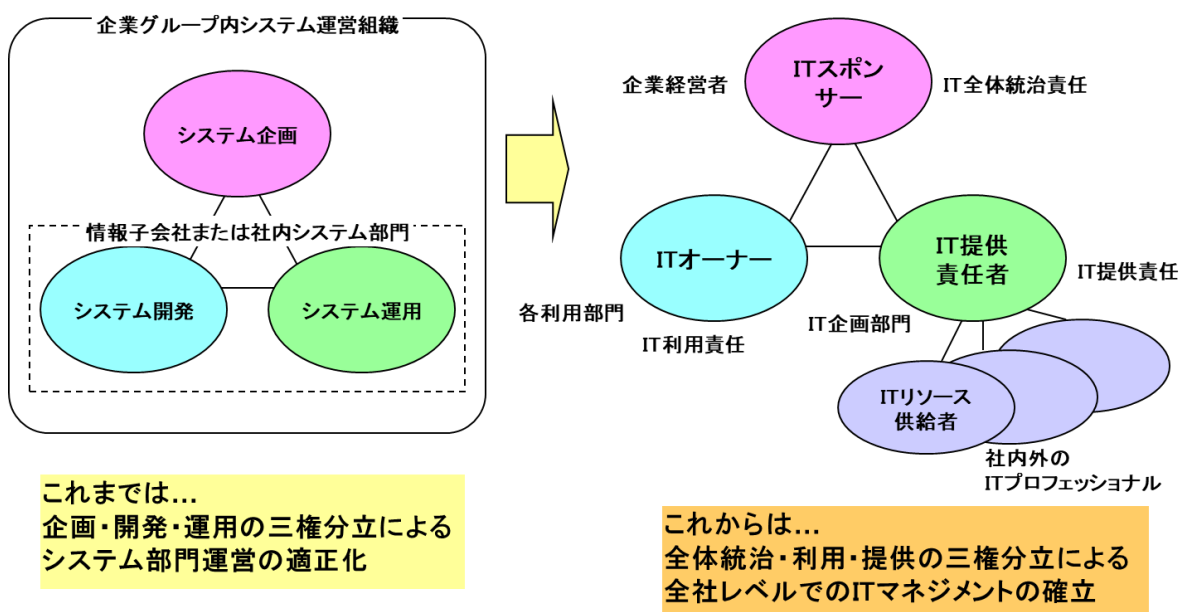 企業グループ内システム運営組織
システム企画
情報子会社または社内システム部門
システム開発
システム運用
これまでは…
企画・開発・運用の三権分立による
システム部門運営の適正化
ITスポン
サー
企業経営者
IT全体統治責任
ITオーナー
各利用部門
IT利用責任
IT提供
責任者
IT提供責任
IT企画部門
ITリソース
供給者
社内外の
ITプロフェッショナル
これからは…
全体統治・利用・提供の三権分立による
全社レベルでのITマネジメントの確立